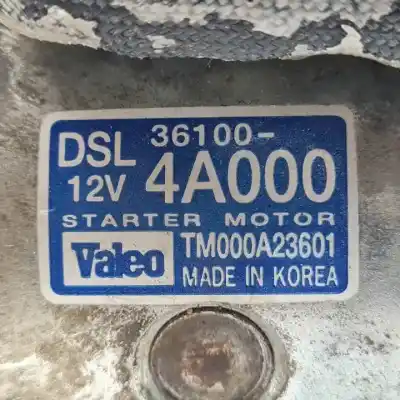 DSL 36100-
12V 4A000
STARTER MOTOR
Valeo TM000A23601
MADE IN KOREA